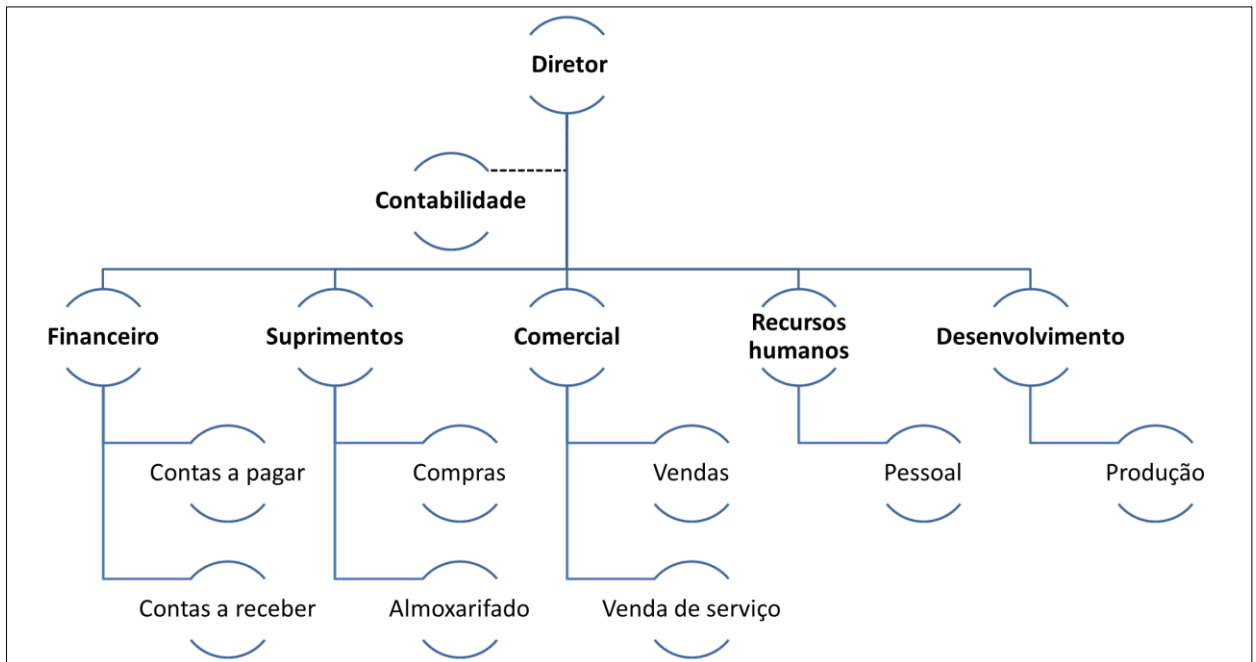 Diretor
Contabilidade
Financeiro
Suprimentos
Comercial
Recursos
humanos
Desenvolvimento
Contas a pagar
Compras
Vendas
Pessoal
Produção
Contas a receber
Almoxarifado
Venda de serviço